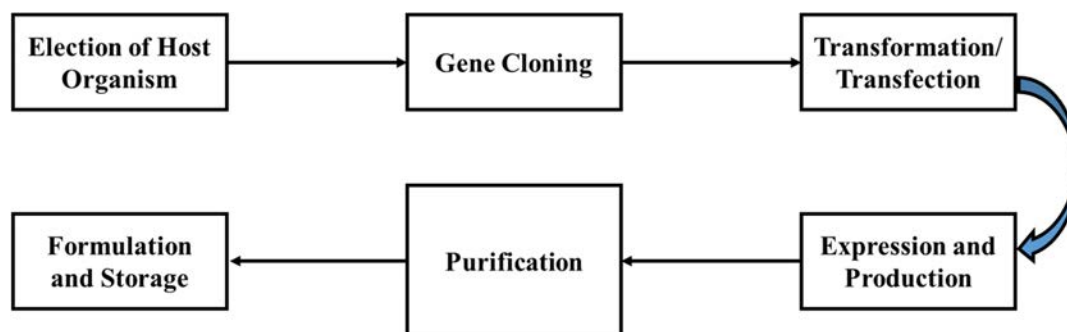 Election of Host
Organism
Gene Cloning
Transformation/
Transfection
Expression and
Production
Purification
Formulation
and Storage